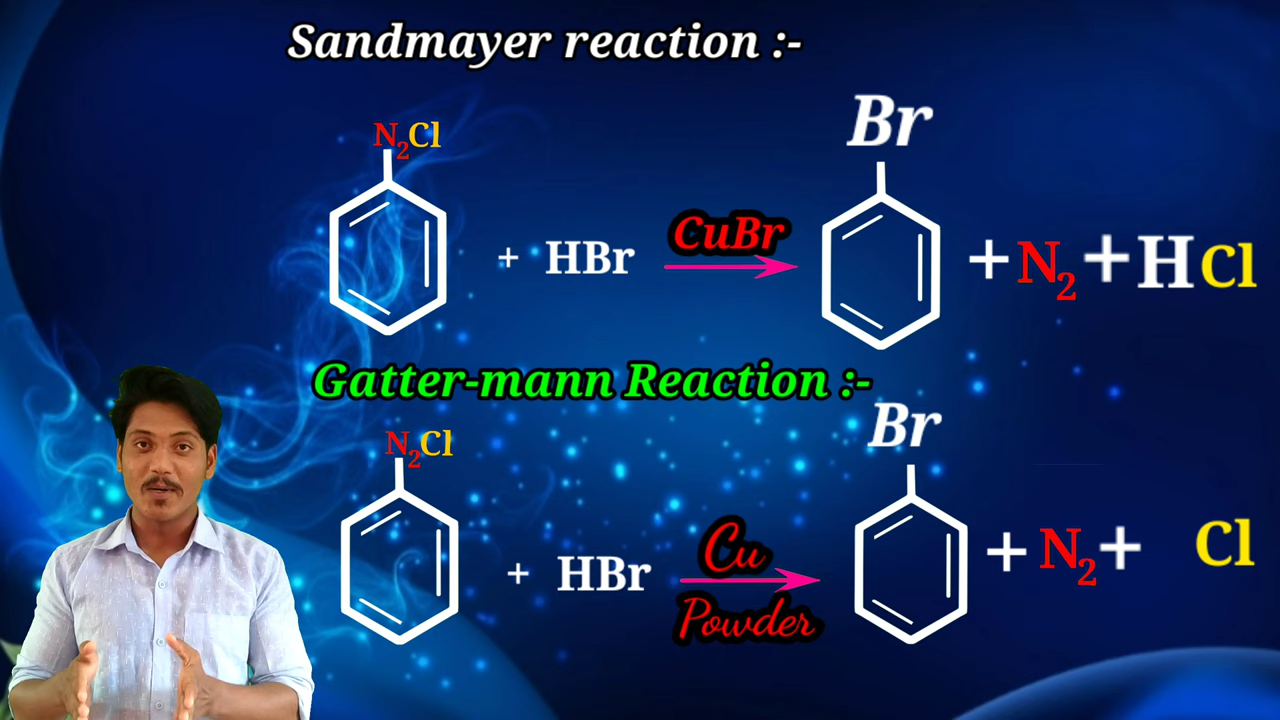 Sandmayer reaction :-
N2Cl
Br
+ HBr
CuBr
+ N2 + HCl
Gatter-mann Reaction :-
N2Cl
Br
+ HBr
Cu
Powder
+ N2 + Cl